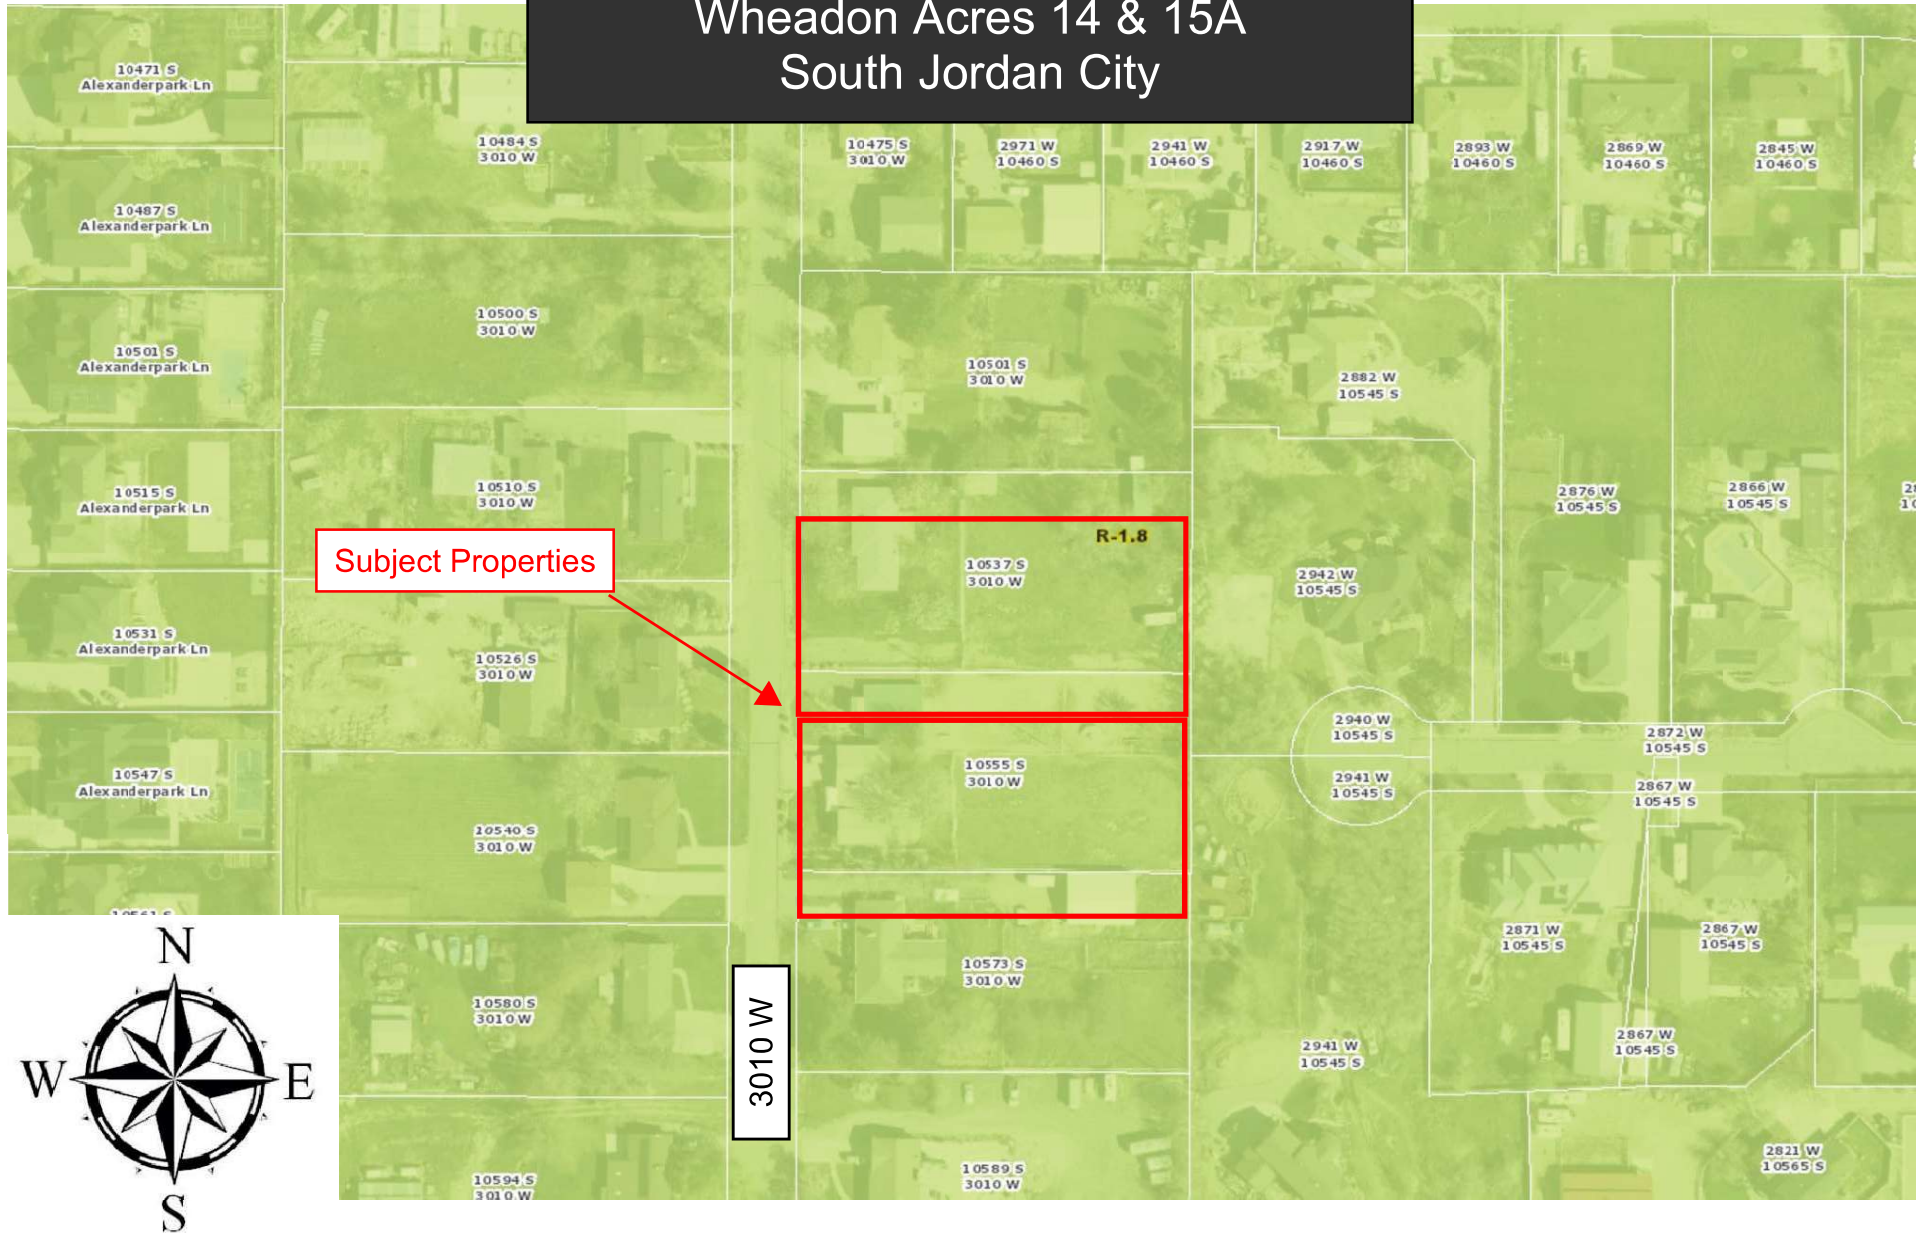 Wheadon Acres 14 & 15A
South Jordan City
10471 S
Alexanderpark Ln
10484 S
3010 W
10475 S
3010 W
2971 W
10460 S
2941 W
10460 S
2917 W
10460 S
2893 W
10460 S
2869 W
10460 S
2845 W
10460 S
10487 S
Alexanderpark Ln
10500 S
3010 W
10501 S
Alexanderpark Ln
10501 S
3010 W
2882 W
10545 S
10515 S
Alexanderpark Ln
10510 S
3010 W
2876 W
10545 S
2866 W
10545 S
R-1.8
Subject Properties
10537 S
3010 W
2942 W
10545 S
10531 S
Alexanderpark Ln
10526 S
3010 W
2940 W
10545 S
2872 W
10545 S
10547 S
Alexanderpark Ln
10555 S
3010 W
2941 W
10545 S
2867 W
10545 S
10540 S
3010 W
10561 S
2871 W
10545 S
2867 W
10545 S
10573 S
3010 W
10580 S
3010 W
3010 W
2941 W
10545 S
2867 W
10545 S
10594 S
3010 W
10589 S
3010 W
2821 W
10565 S
N
W
E
S